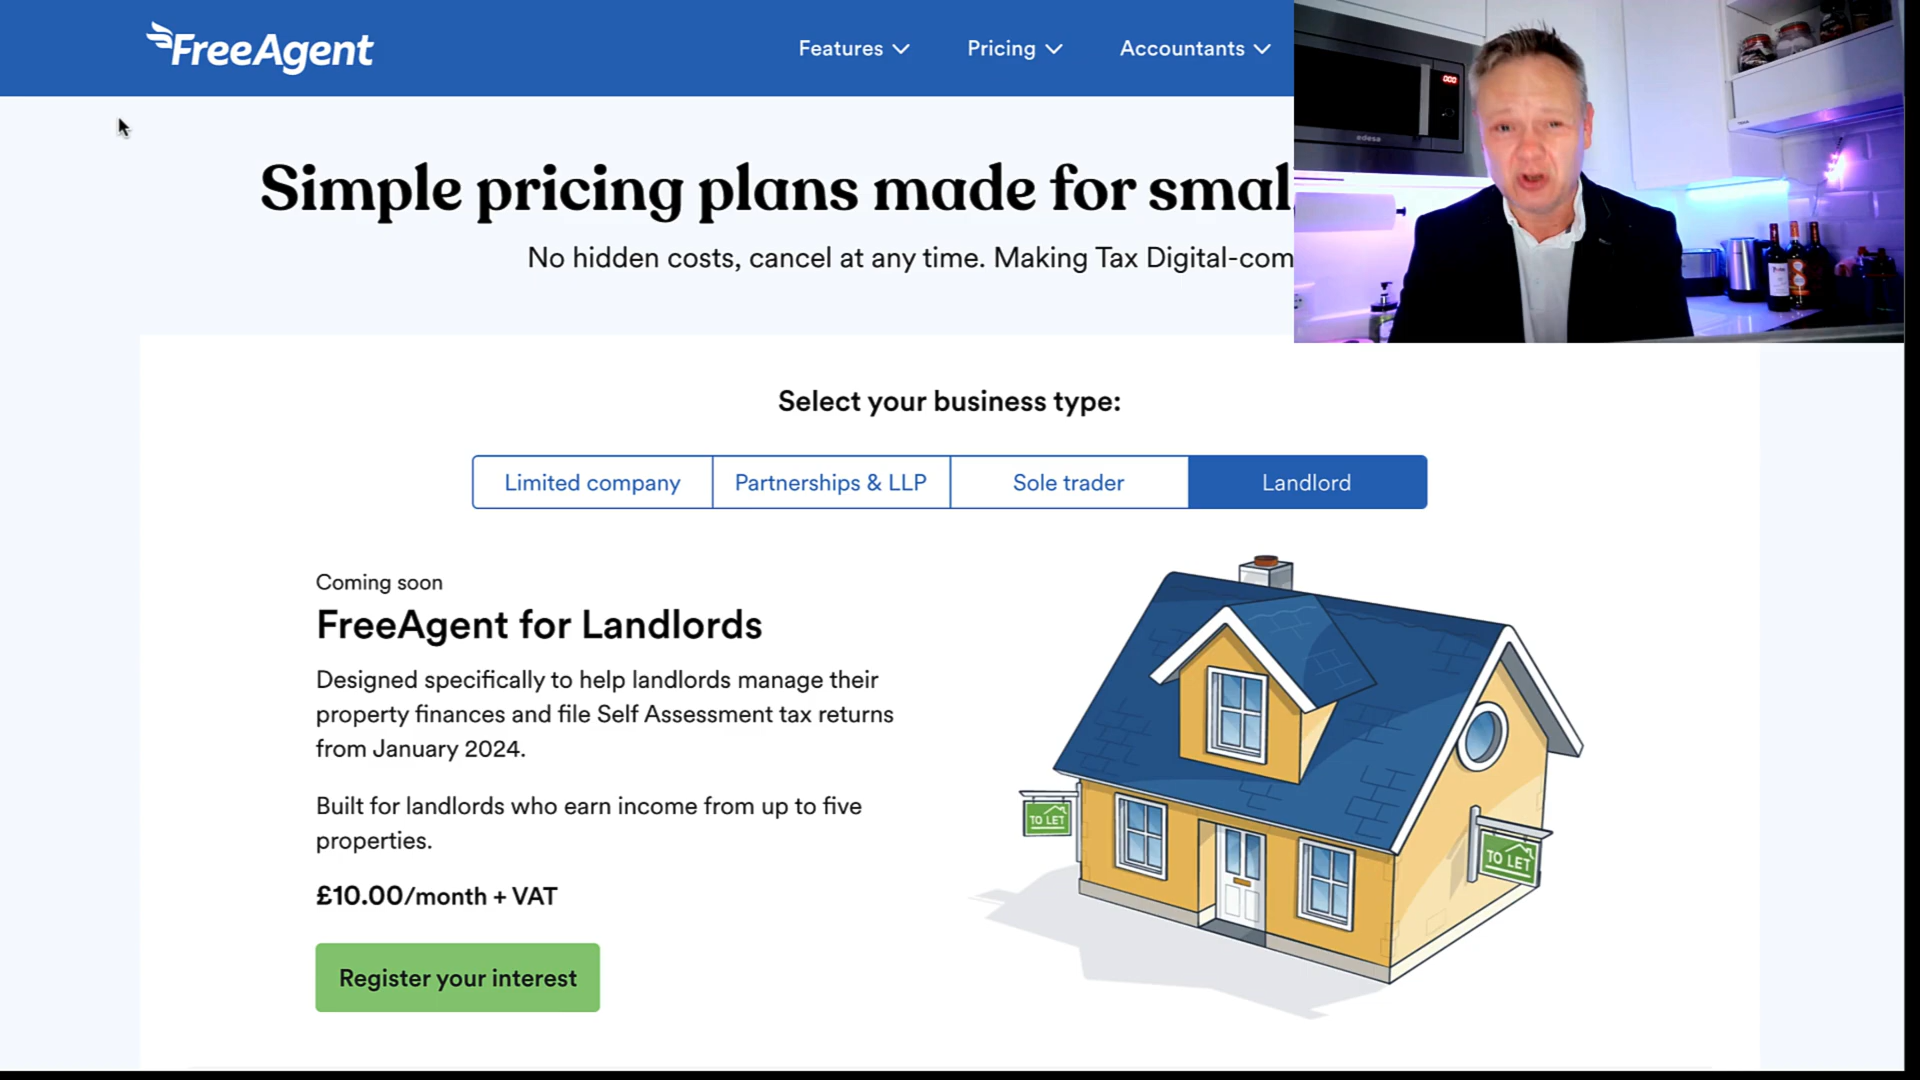 FreeAgent
Features
Pricing
Accountants
Simple pricing plans made for smal
No hidden costs, cancel at any time. Making Tax Digital-com
Select your business type:
Limited company
Partnerships & LLP
Sole trader
Landlord
Coming soon
FreeAgent for Landlords
Designed specifically to help landlords manage their
property finances and file Self Assessment tax returns
from January 2024.
Built for landlords who earn income from up to five
properties.
£10.00/month + VAT
Register your interest
TO LET
TO LET
edesa
000